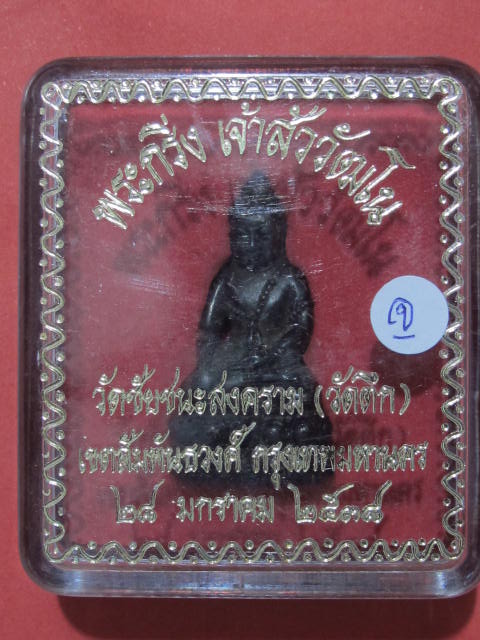 พระกริ่ง เจ้าสัววัฒโน
จ
วัดชัยชนะสงคราม (วัดตึก)
เขตสัมพันธวงศ์ กรุงเทพมหานคร
๒๘ มกราคม ๒๕๓๘